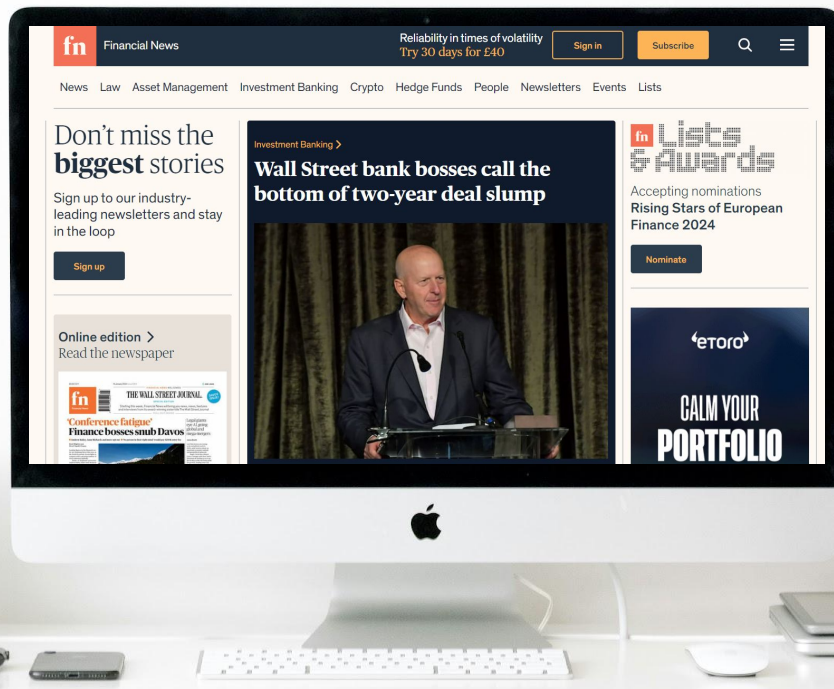 fn
Financial News
Reliability in times of volatility
Try 30 days for £40
Sign in
Subscribe
News Law Asset Management Investment Banking Crypto Hedge Funds People Newsletters Events Lists
Don't miss the
biggest stories
Sign up to our industry-
leading newsletters and stay
in the loop
Sign up
Online edition >
Read the newspaper
fn
THE WALL STREET JOURNAL.
'Conference fatigue'
Finance bosses snub Davos
Investment Banking >
Wall Street bank bosses call the
bottom of two-year deal slump
fn Lists
& Awards
Accepting nominations
Rising Stars of European
Finance 2024
Nominate
eToro
CALM YOUR
PORTFOLIO